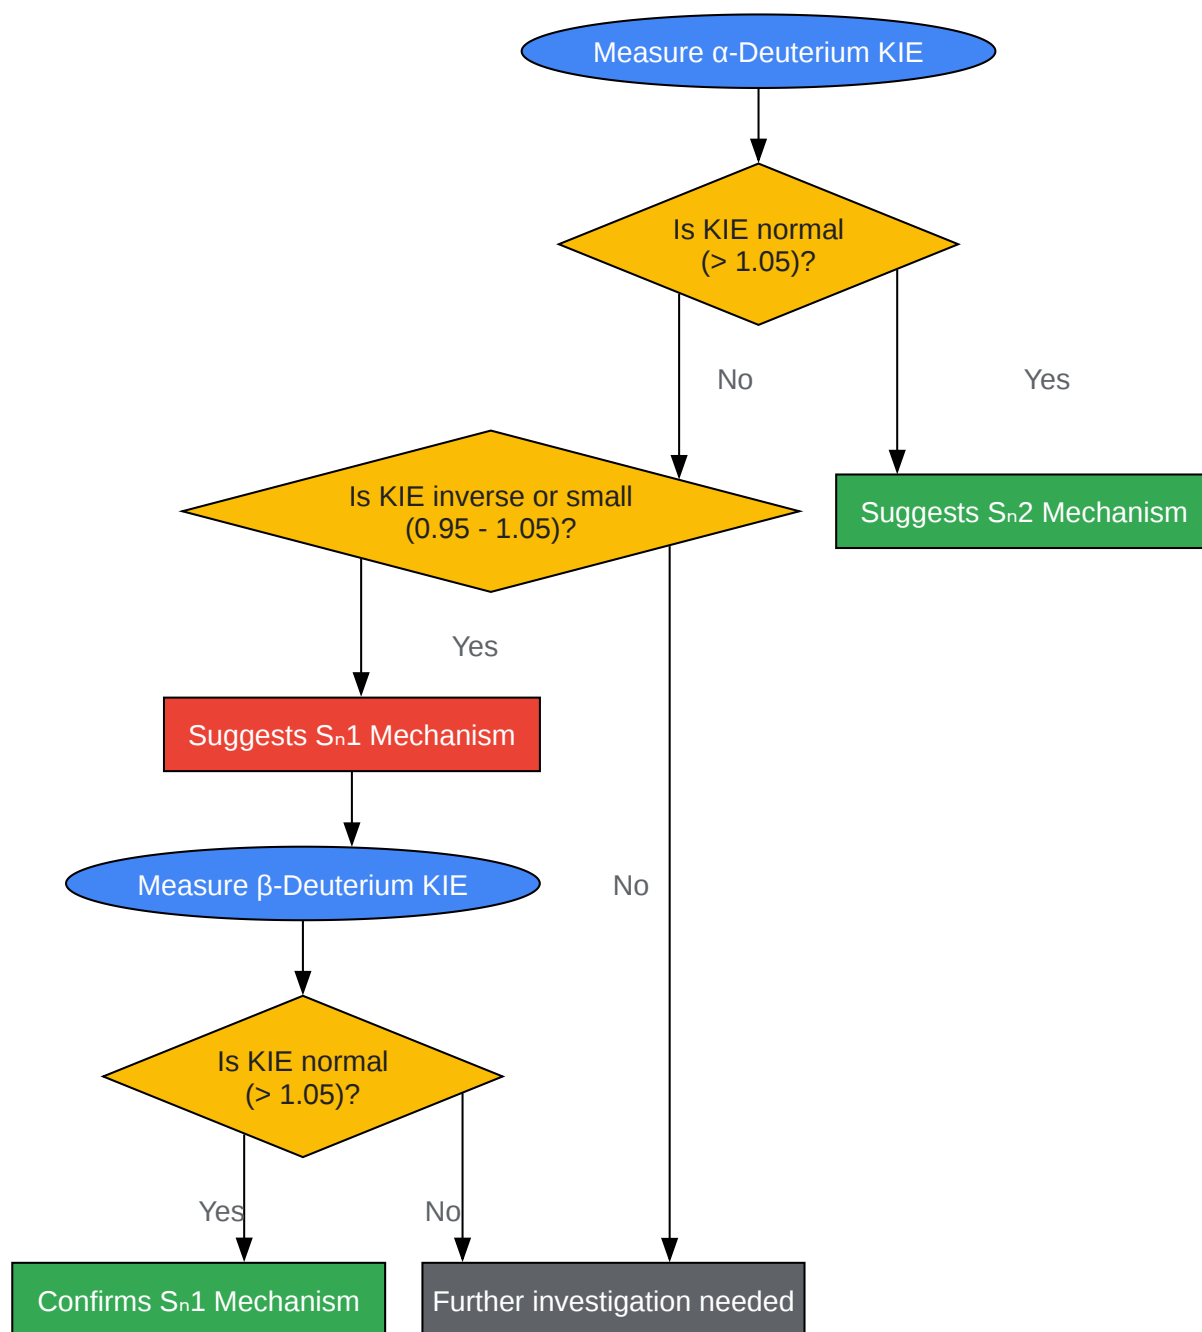 Measure α-Deuterium KIE
Is KIE normal
(> 1.05)?
No
Yes
Is KIE inverse or small
(0.95 - 1.05)?
Suggests Sₙ2 Mechanism
Yes
Suggests Sₙ1 Mechanism
Measure β-Deuterium KIE
No
Is KIE normal
(> 1.05)?
Yes
No
Confirms Sₙ1 Mechanism
Further investigation needed